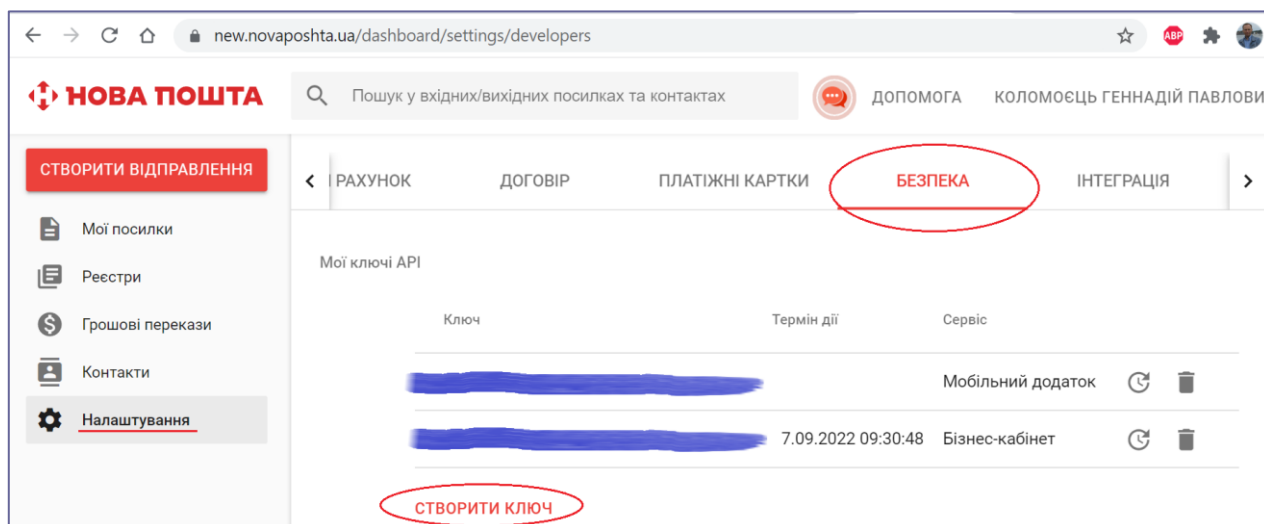 new.novaposhta.ua/dashboard/settings/developers
ABP
НОВА ПОШТА
Пошук у вхідних/вихідних посилках та контактах
ДОПОМОГА
КОЛОМОЄЦЬ ГЕННАДІЙ ПАВЛОВИ
СТВОРИТИ ВІДПРАВЛЕННЯ
РАХУНОК
ДОГОВІР
ПЛАТІЖНІ КАРТКИ
БЕЗПЕКА
ІНТЕГРАЦІЯ
Мої посилки
Реєстри
Грошові перекази
Контакти
Налаштування
Мої ключі API
Ключ
Термін дії
Сервіс
Мобільний додаток
7.09.2022 09:30:48
Бізнес-кабінет
СТВОРИТИ КЛЮЧ